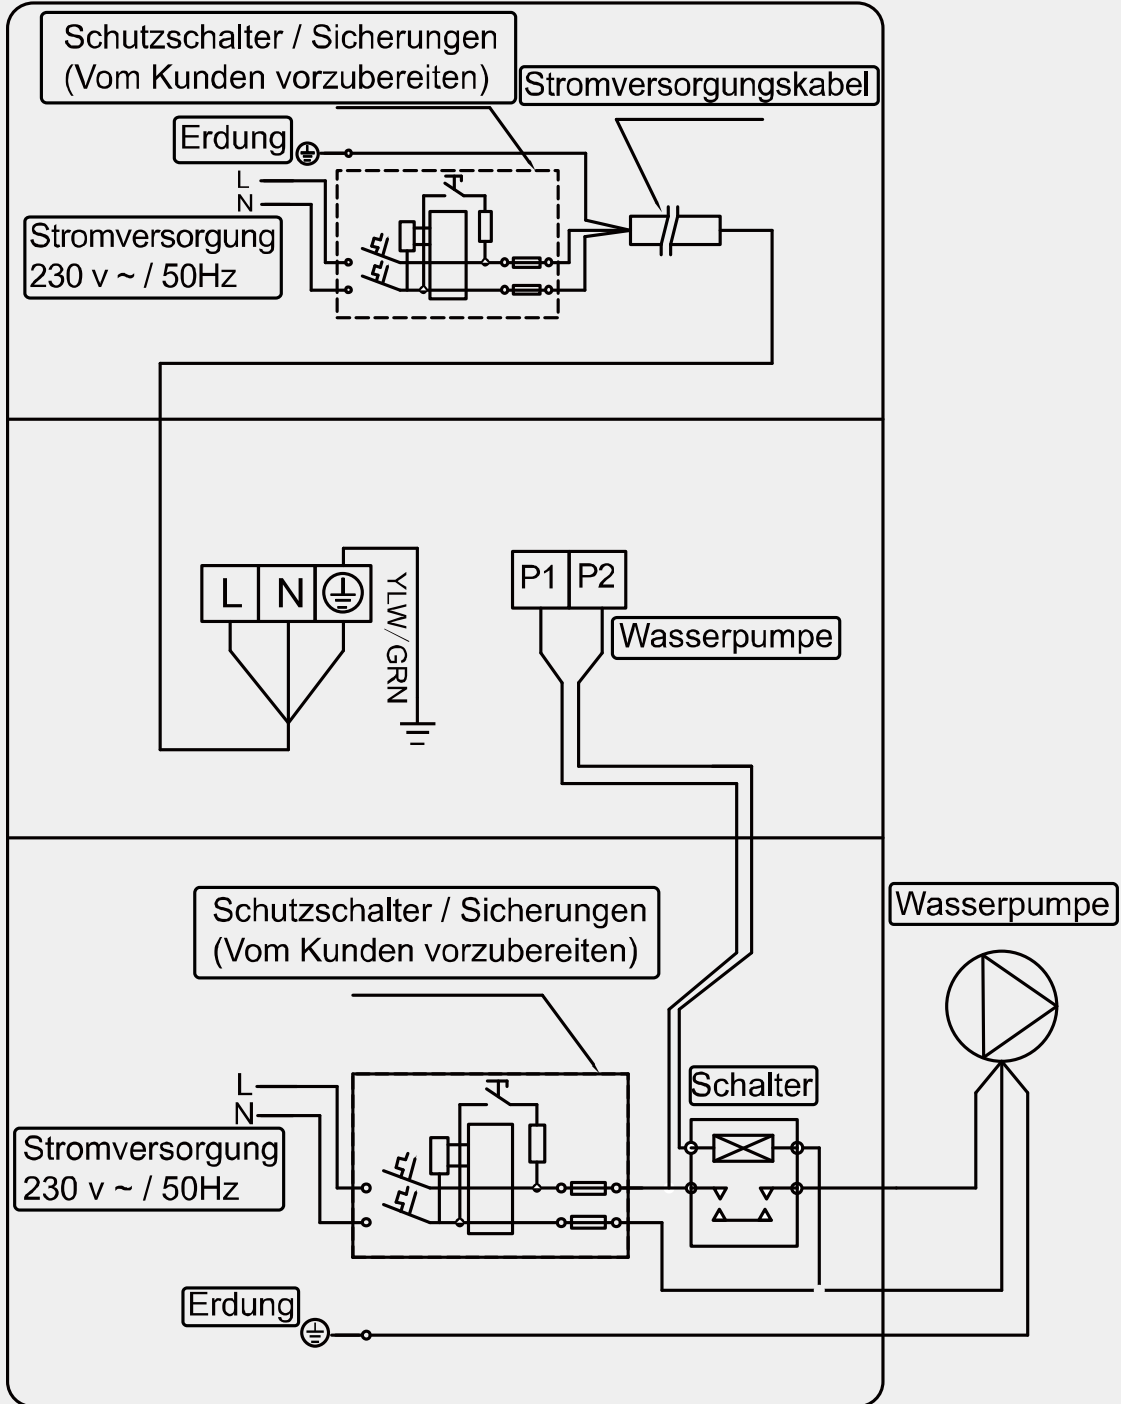 Schutzschalter / Sicherungen
(Vom Kunden vorzubereiten)
Stromversorgungskabel
Erdung
L
N
Stromversorgung
230 v ~ / 50Hz
L N
YLW/GRN
P1 P2
Wasserpumpe
Schutzschalter / Sicherungen
(Vom Kunden vorzubereiten)
Wasserpumpe
Schalter
L
N
Stromversorgung
230 v ~ / 50Hz
Erdung